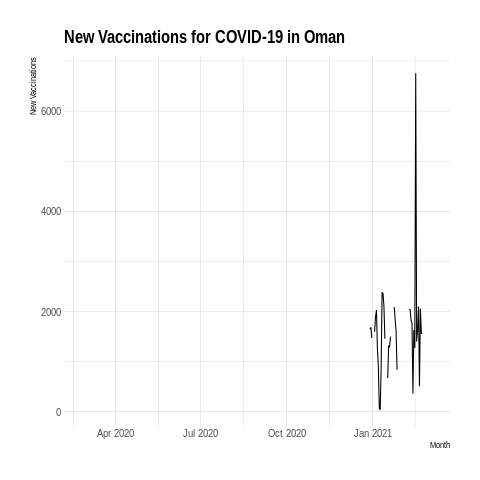 New Vaccinations for COVID-19 in Oman
New Vaccinations
6000
4000
2000
0
Apr 2020 Jul 2020 Oct 2020 Jan 2021
Month